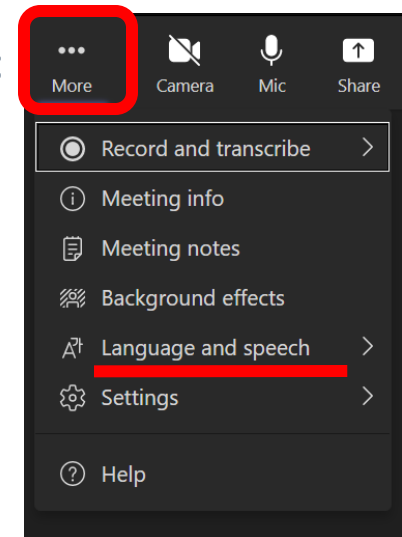 More Camera Mic Share
Record and transcribe
Meeting info
Meeting notes
Background effects
Language and speech
Settings
Help